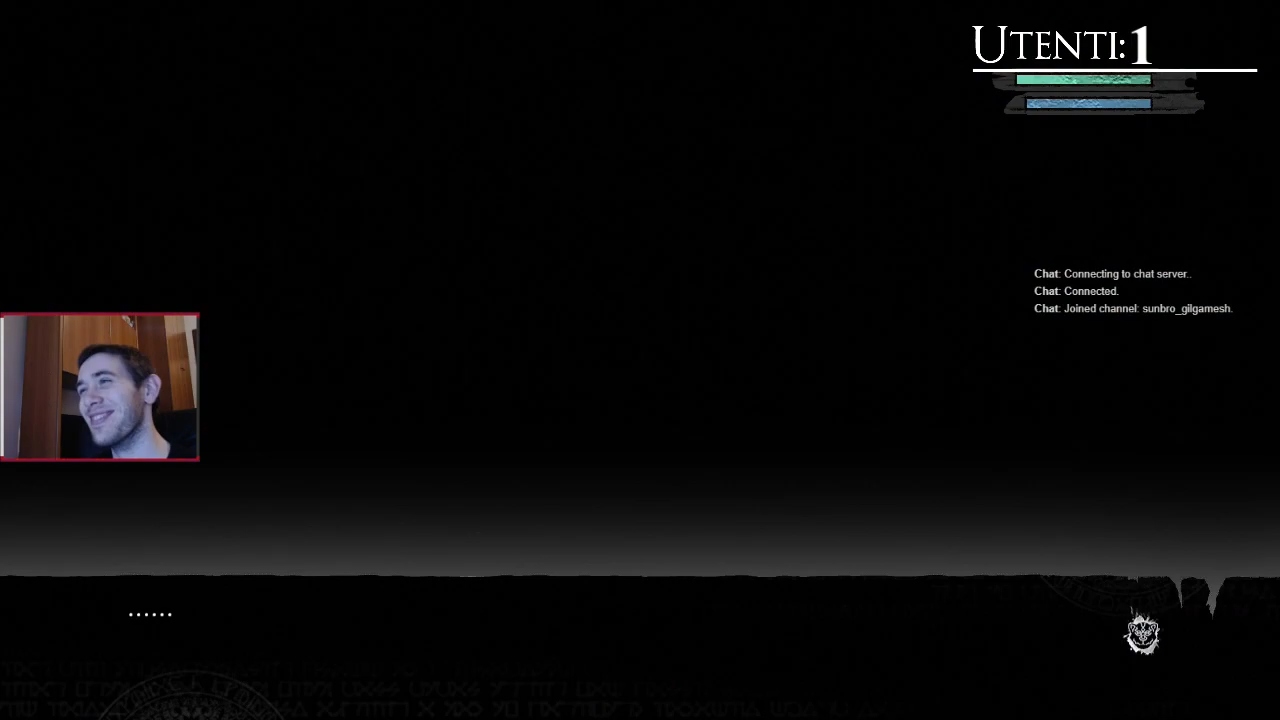 UTENTI:1
Chat: Connecting to chat server..
Chat: Connected.
Chat: Joined channel: sunbro_gilgamesh.
......